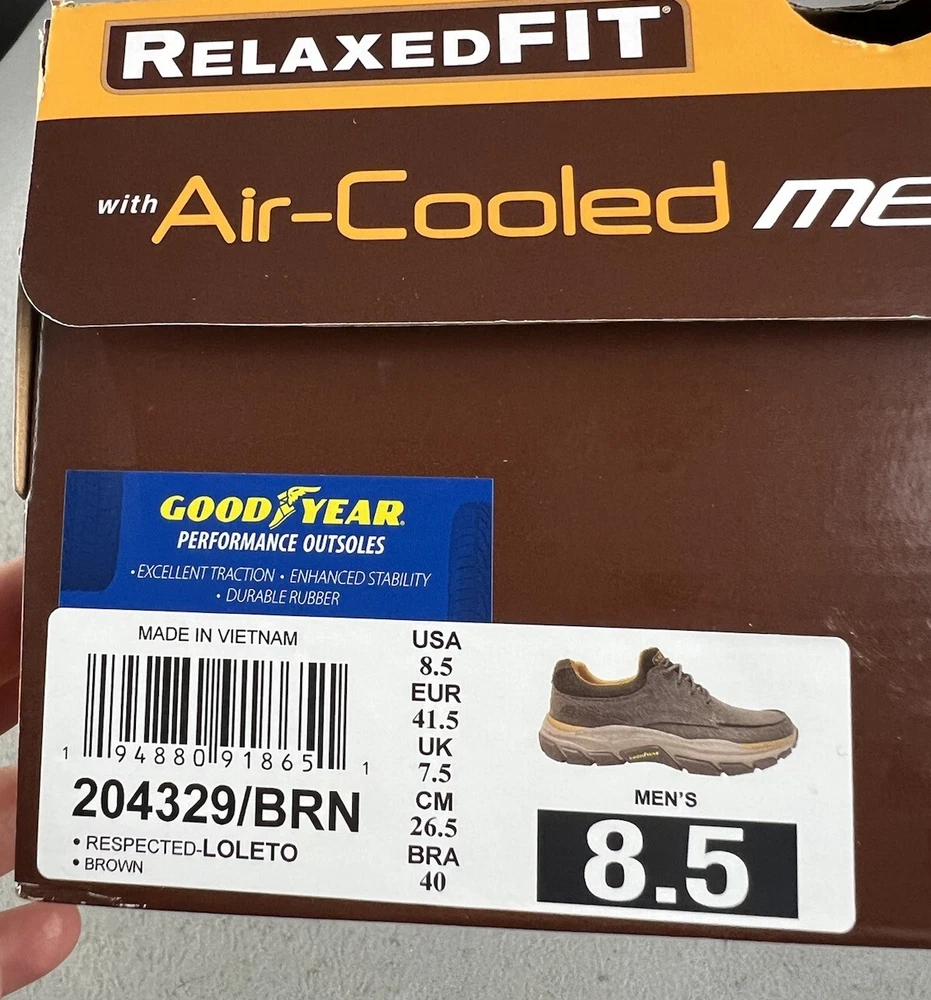 RELAXEDFIT®
with Air-Cooled
GOODYEAR
PERFORMANCE OUTSOLES
• EXCELLENT TRACTION • ENHANCED STABILITY
• DURABLE RUBBER
MADE IN VIETNAM
1 94880 91865 1
204329/BRN
• RESPECTED-LOLETO
• BROWN
USA
8.5
EUR
41.5
UK
7.5
CM
26.5
BRA
40
GOODYEAR
MEN'S
8.5